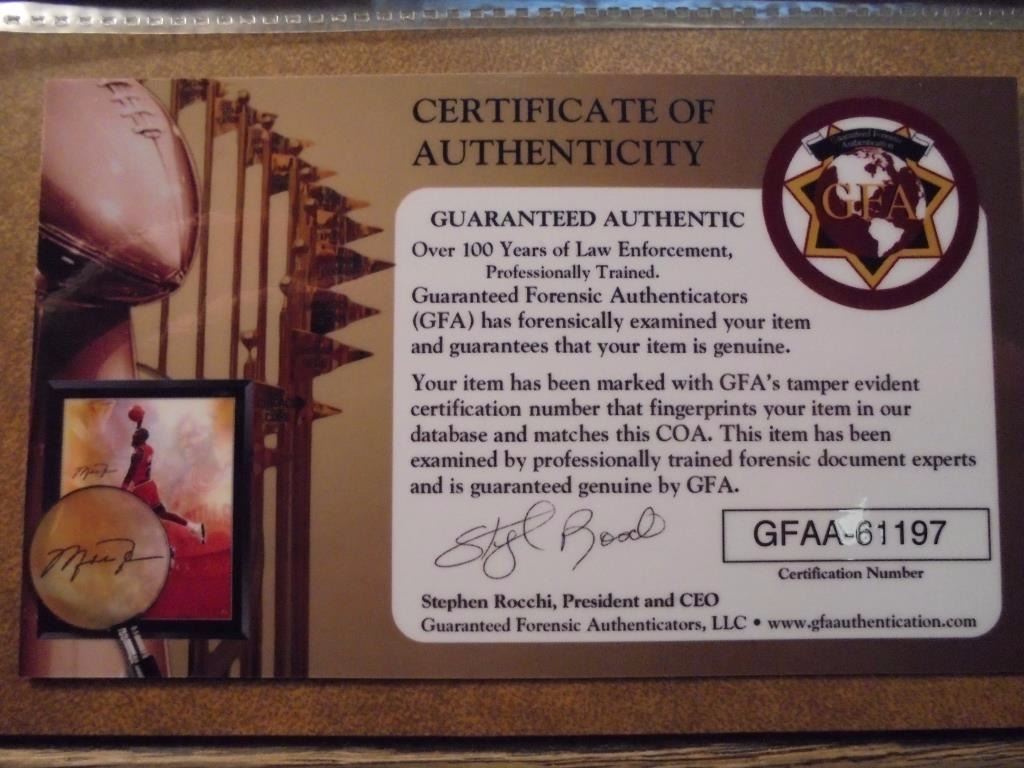 CERTIFICATE OF
AUTHENTICITY
Guaranteed Forensic
Authentication
GFA
GUARANTEED AUTHENTIC
Over 100 Years of Law Enforcement,
Professionally Trained.
Guaranteed Forensic Authenticators
(GFA) has forensically examined your item
and guarantees that your item is genuine.
Your item has been marked with GFA's tamper evident
certification number that fingerprints your item in our
database and matches this COA. This item has been
examined by professionally trained forensic document experts
and is guaranteed genuine by GFA.
GFAA-61197
Certification Number
Stephen Rocchi, President and CEO
Guaranteed Forensic Authenticators, LLC • www.gfaauthentication.com